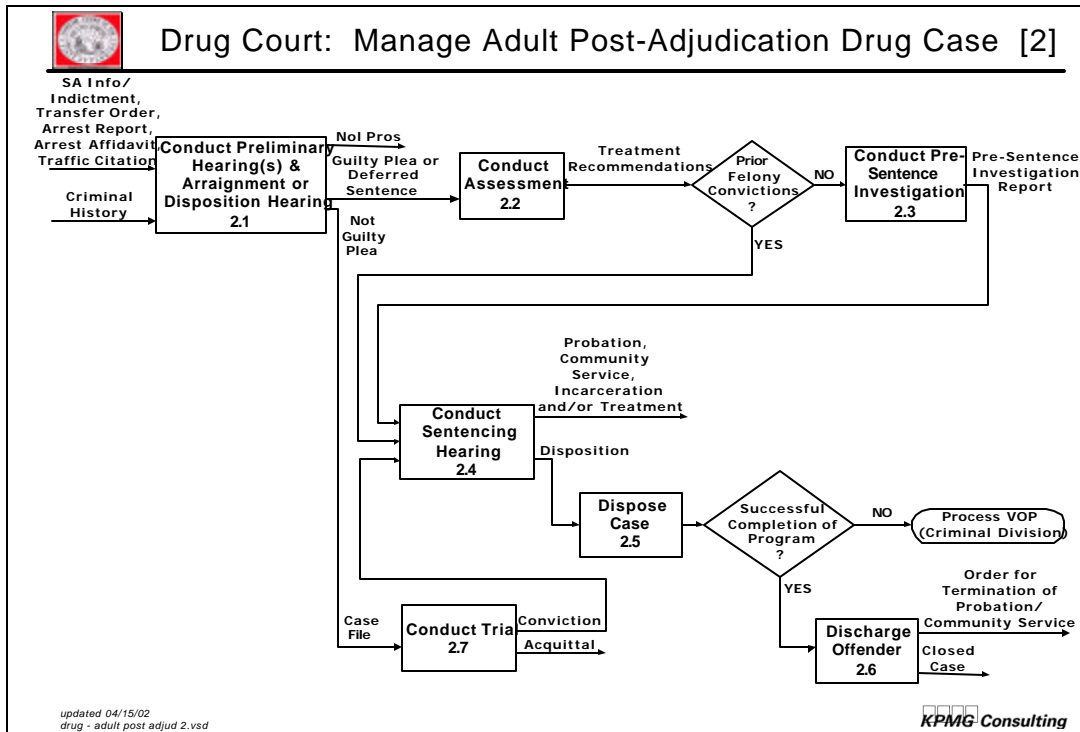 Drug Court: Manage Adult Post-Adjudication Drug Case [2]
SA Info/
Indictment,
Transfer Order,
Arrest Report,
Arrest Affidavit,
Traffic Citation
Criminal
History
Conduct Preliminary
Hearing(s) &
Arraignment or
Disposition Hearing
2.1
Nol Pros
Guilty Plea or
Deferred
Sentence
Not
Guilty
Plea
Conduct
Assessment
2.2
Treatment
Recommendations
Prior
Felony
Convictions
?
NO
YES
Conduct Pre-
Sentence
Investigation
2.3
Pre-Sentence
Investigation
Report
Probation,
Community
Service,
Incarceration
and/or Treatment
Conduct
Sentencing
Hearing
2.4
Disposition
Dispose
Case
2.5
Successful
Completion of
Program
?
NO
Process VOP
(Criminal Division)
YES
Order for
Termination of
Probation/
Community Service
Discharge
Offender
2.6
Closed
Case
Case
File
Conduct Trial
2.7
Conviction
Acquittal
updated 04/15/02
drug - adult post adjud 2.vsd
KPMG Consulting